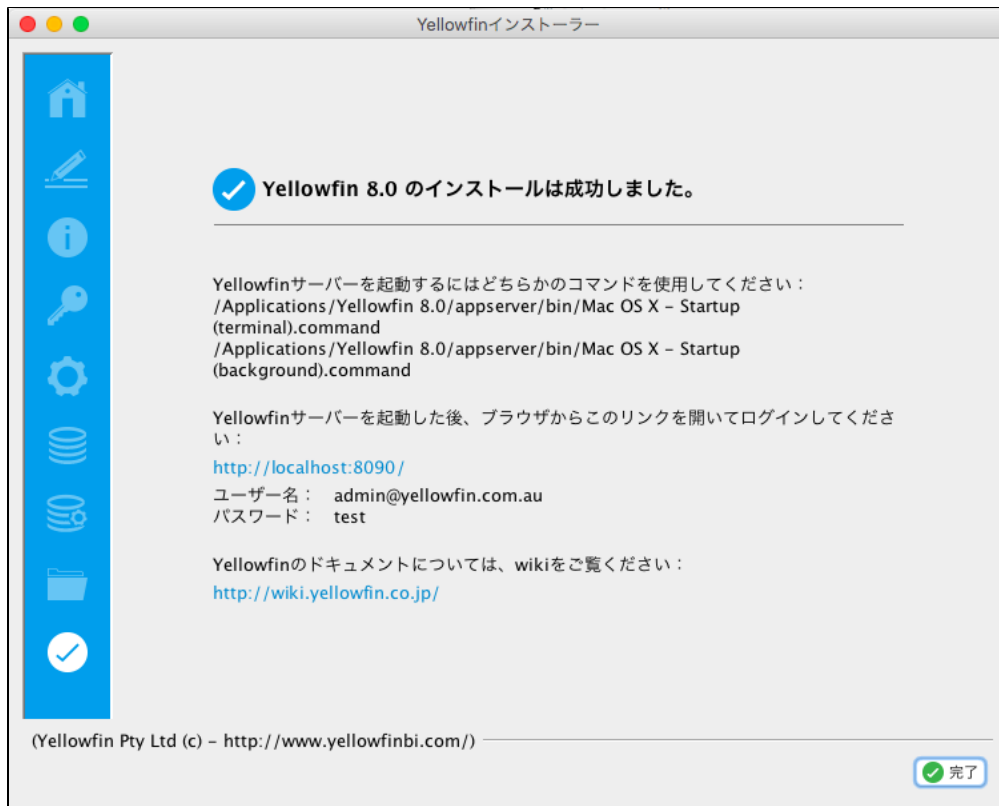 Yellowfinインストーラー
Yellowfin 8.0 のインストールは成功しました。
Yellowfinサーバーを起動するにはどちらかのコマンドを使用してください：
/Applications/Yellowfin 8.0/appserver/bin/Mac OS X – Startup
(terminal).command
/Applications/Yellowfin 8.0/appserver/bin/Mac OS X – Startup
(background).command
Yellowfinサーバーを起動した後、ブラウザからこのリンクを開いてログインしてくださ
い：
http://localhost:8090/
ユーザー名： admin@yellowfin.com.au
パスワード： test
Yellowfinのドキュメントについては、wikiをご覧ください：
http://wiki.yellowfin.co.jp/
(Yellowfin Pty Ltd (c) – http://www.yellowfinbi.com/)
完了